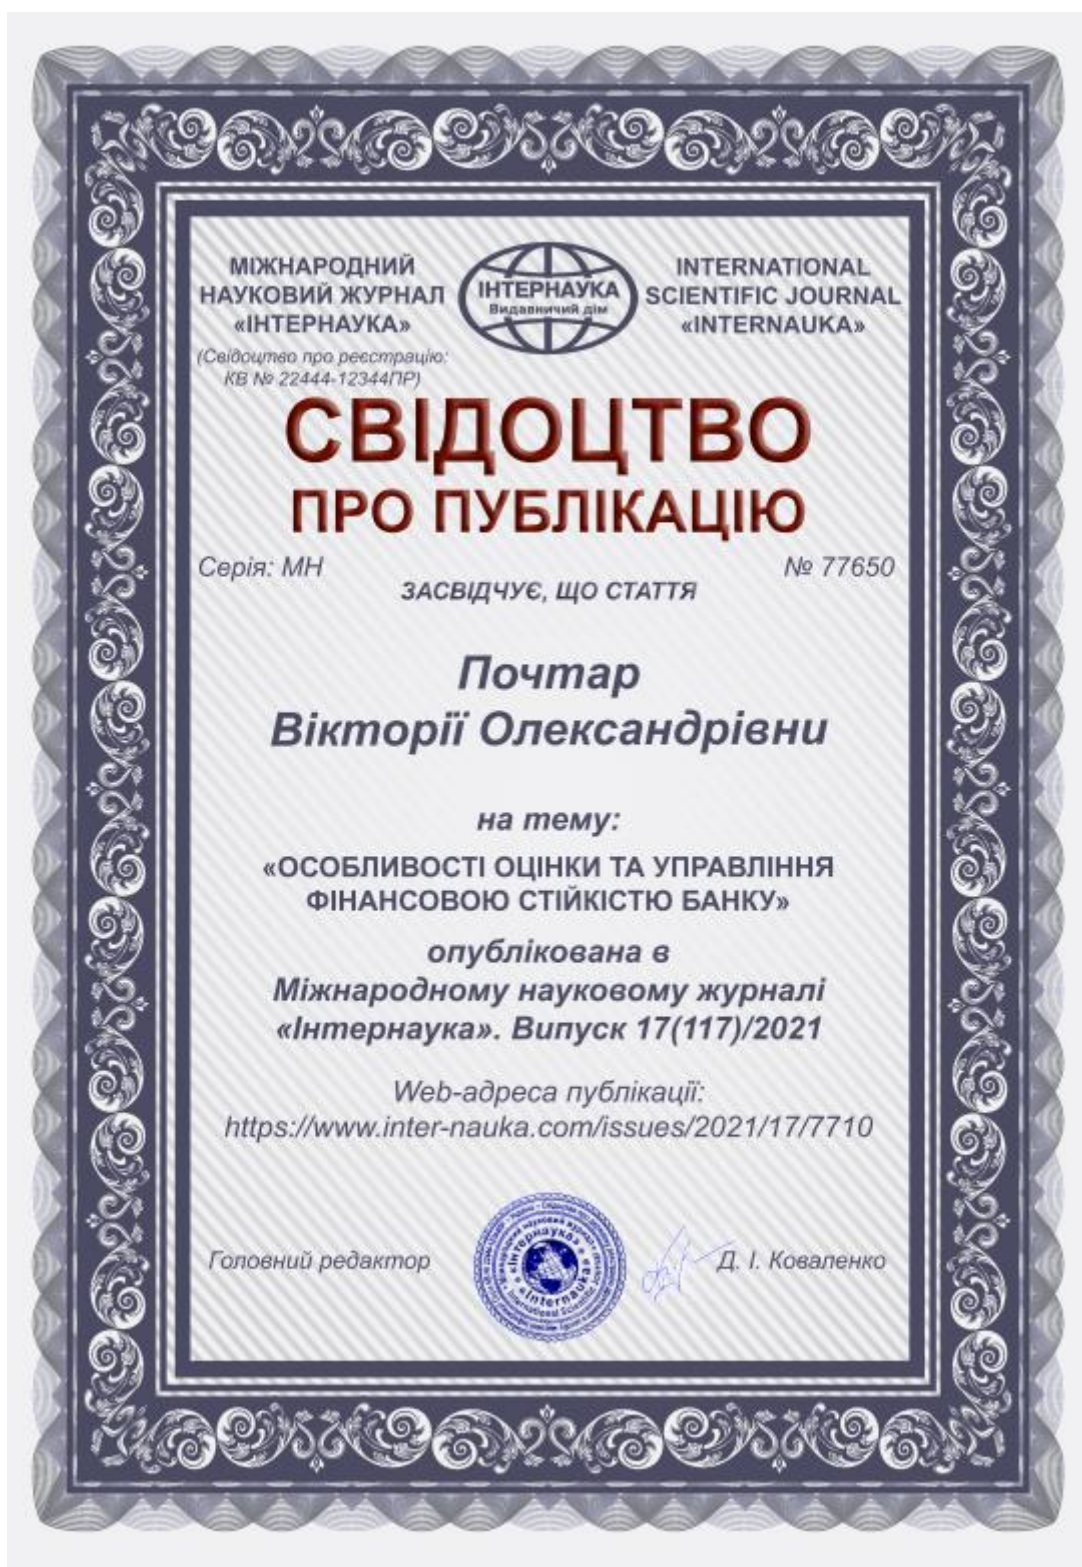 МІЖНАРОДНИЙ
НАУКОВИЙ ЖУРНАЛ
«ІНТЕРНАУКА»
(Свідоцтво про реєстрацію:
КВ № 22444-12344ПР)
ІНТЕРНАУКА
Видавничий дім
INTERNATIONAL
SCIENTIFIC JOURNAL
«INTERNAUKA»
СВІДОЦТВО
ПРО ПУБЛІКАЦІЮ
Серія: МН
№ 77650
ЗАСВІДЧУЄ, ЩО СТАТТЯ
Почтар
Вікторії Олександрівни
на тему:
«ОСОБЛИВОСТІ ОЦІНКИ ТА УПРАВЛІННЯ
ФІНАНСОВОЮ СТІЙКІСТЮ БАНКУ»
опублікована в
Міжнародному науковому журналі
«Інтернаука». Випуск 17(117)/2021
Web-адреса публікації:
https://www.inter-nauka.com/issues/2021/17/7710
Головний редактор
«Інтернаука»
«Internauka»
Д. І. Коваленко